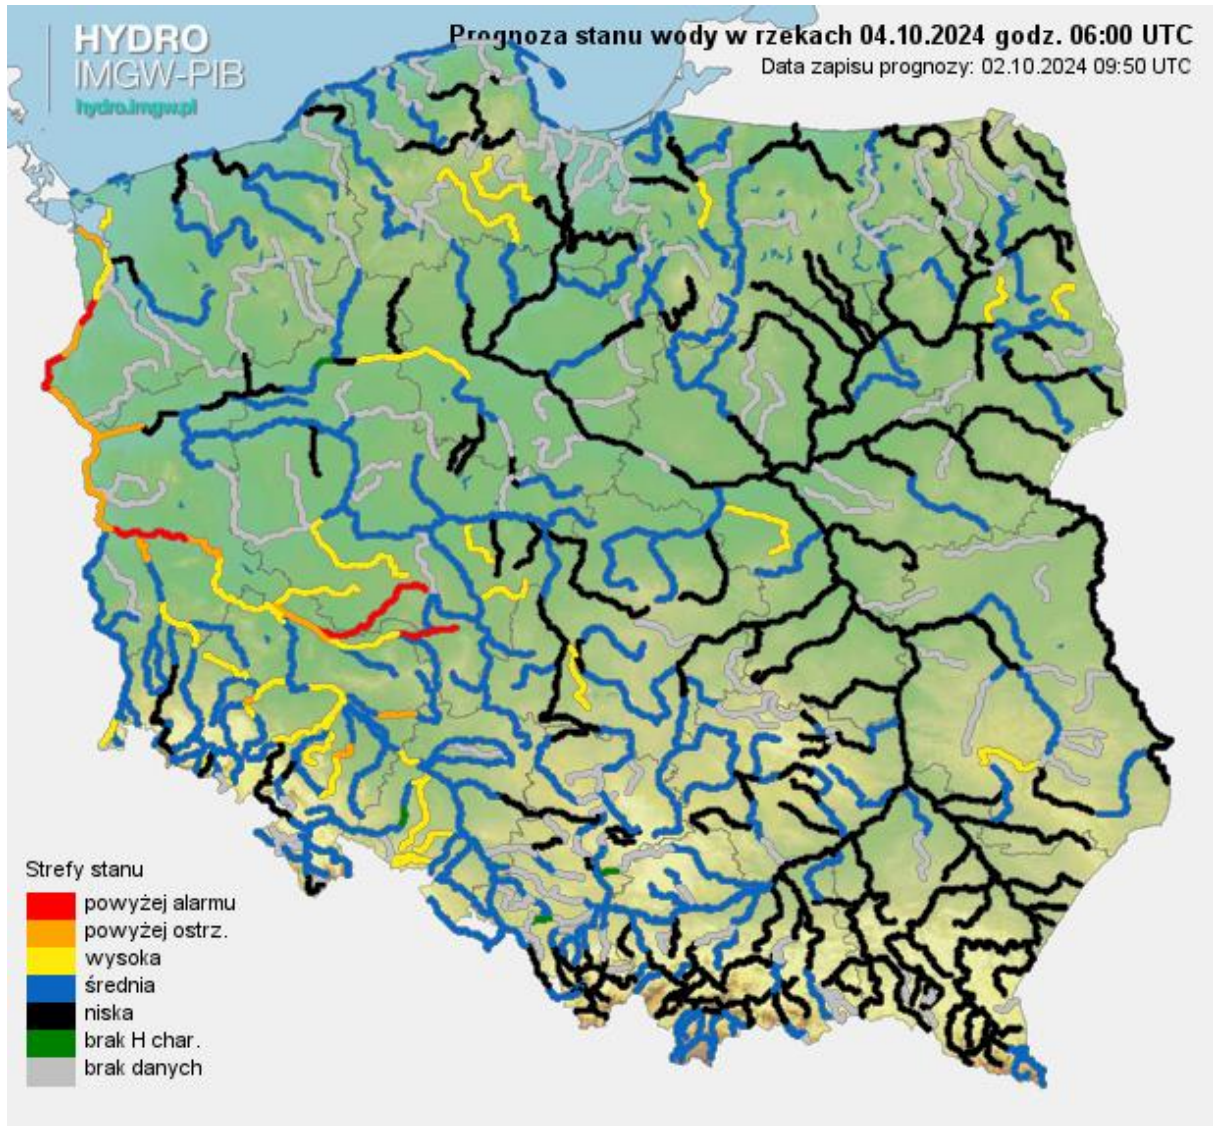 HYDRO
IMGW-PIB
hydro.imgw.pl
Prognoza stanu wody w rzekach 04.10.2024 godz. 06:00 UTC
Data zapisu prognozy: 02.10.2024 09:50 UTC
Strefy stanu
powyżej alarmu
powyżej ostrz.
wysoka
średnia
niska
brak H char.
brak danych